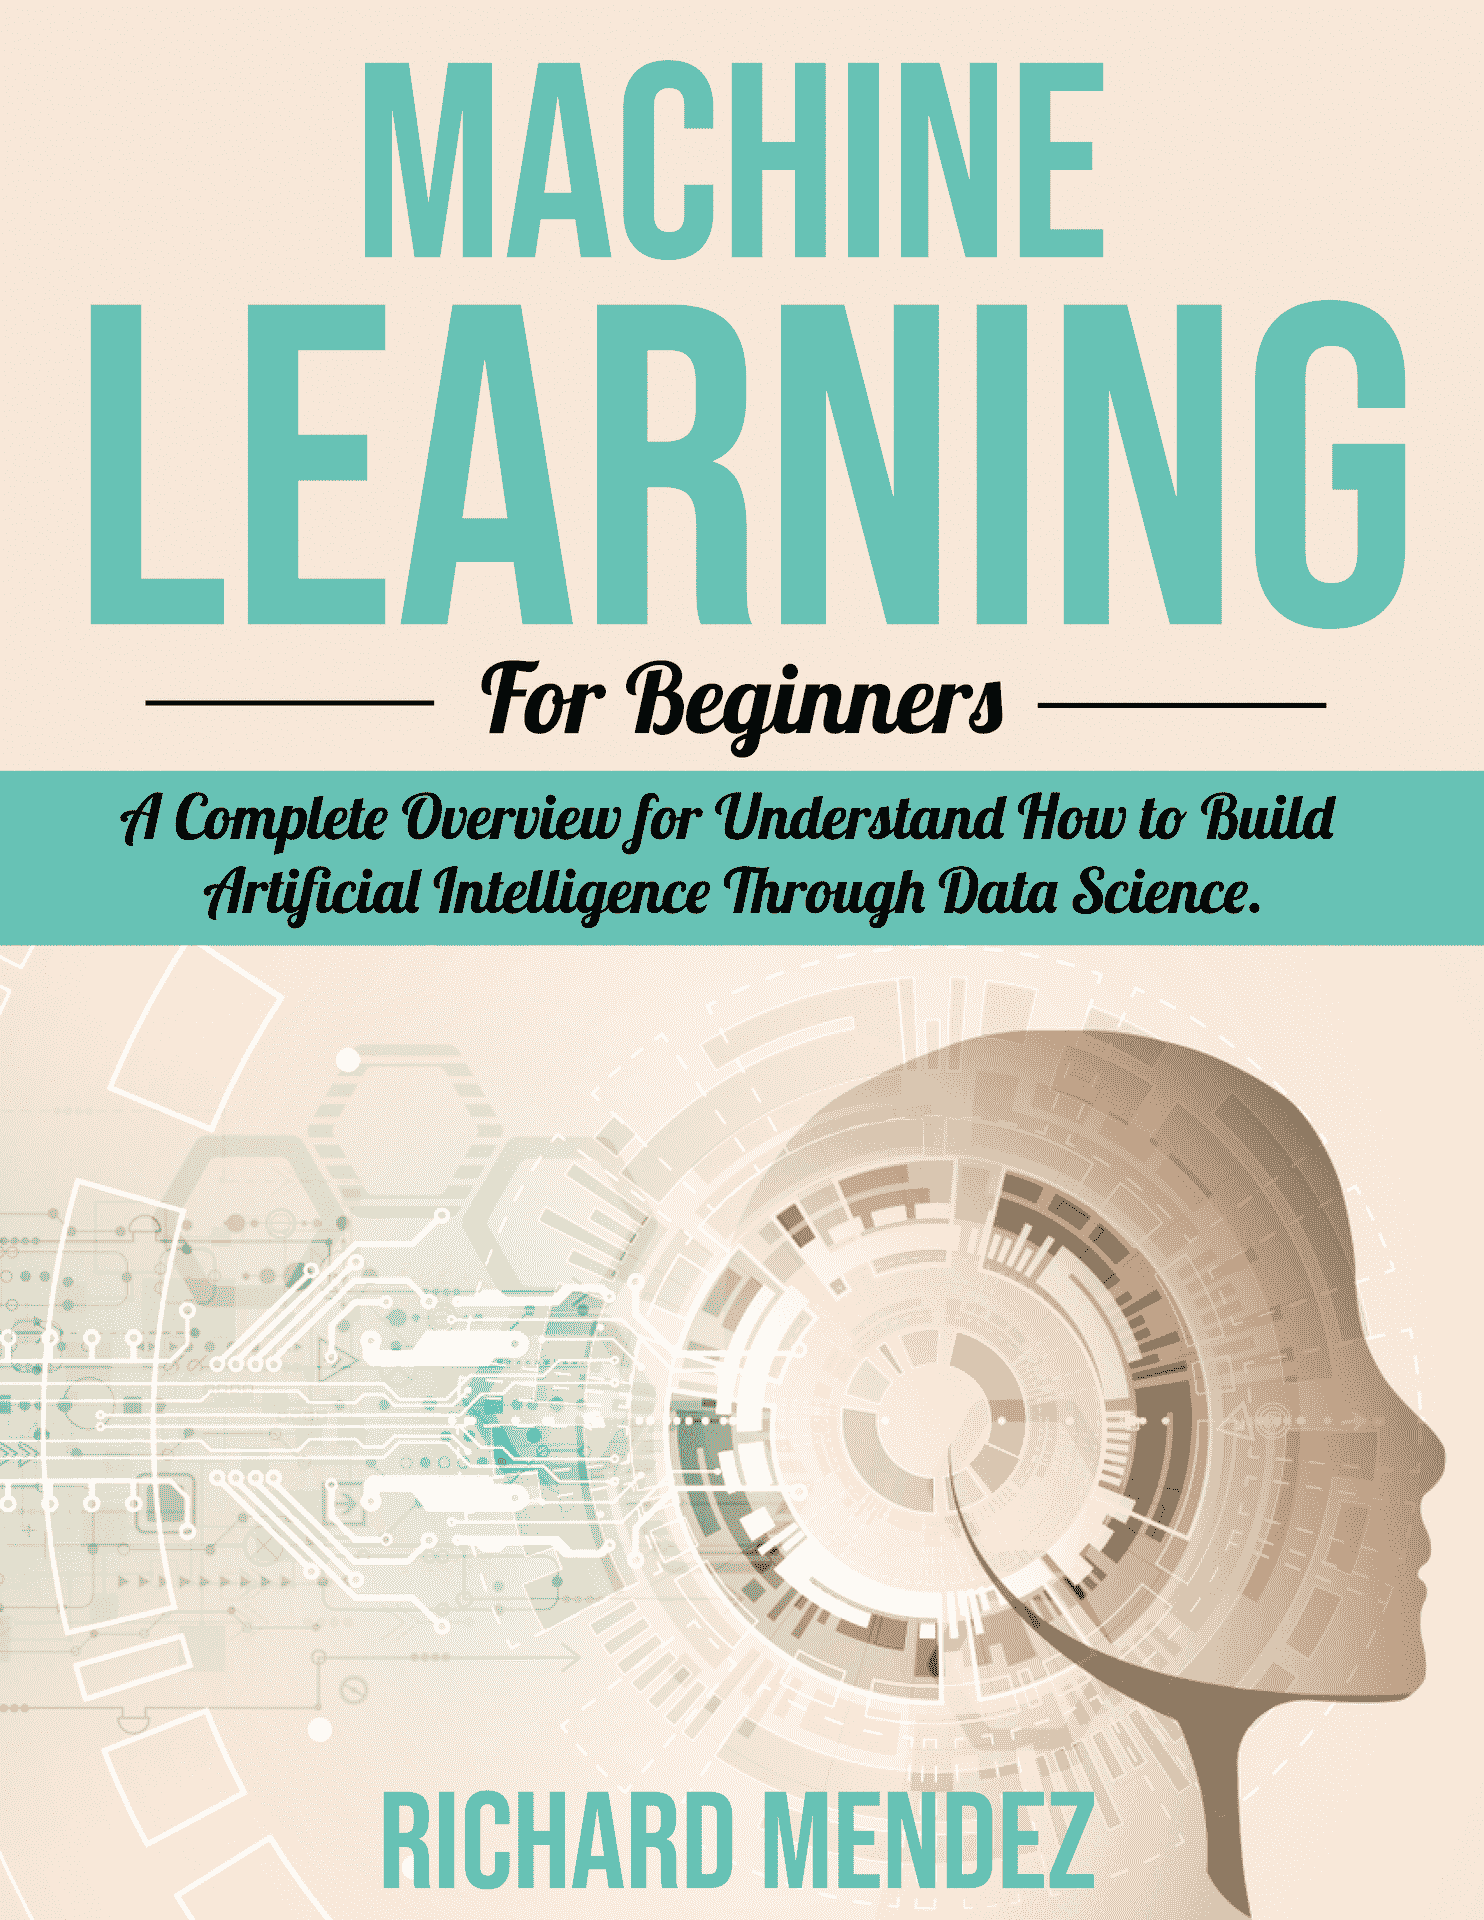 MACHINE
LEARNING
For Beginners
A Complete Overview for Understand How to Build
Artificial Intelligence Through Data Science.
RICHARD MENDEZ